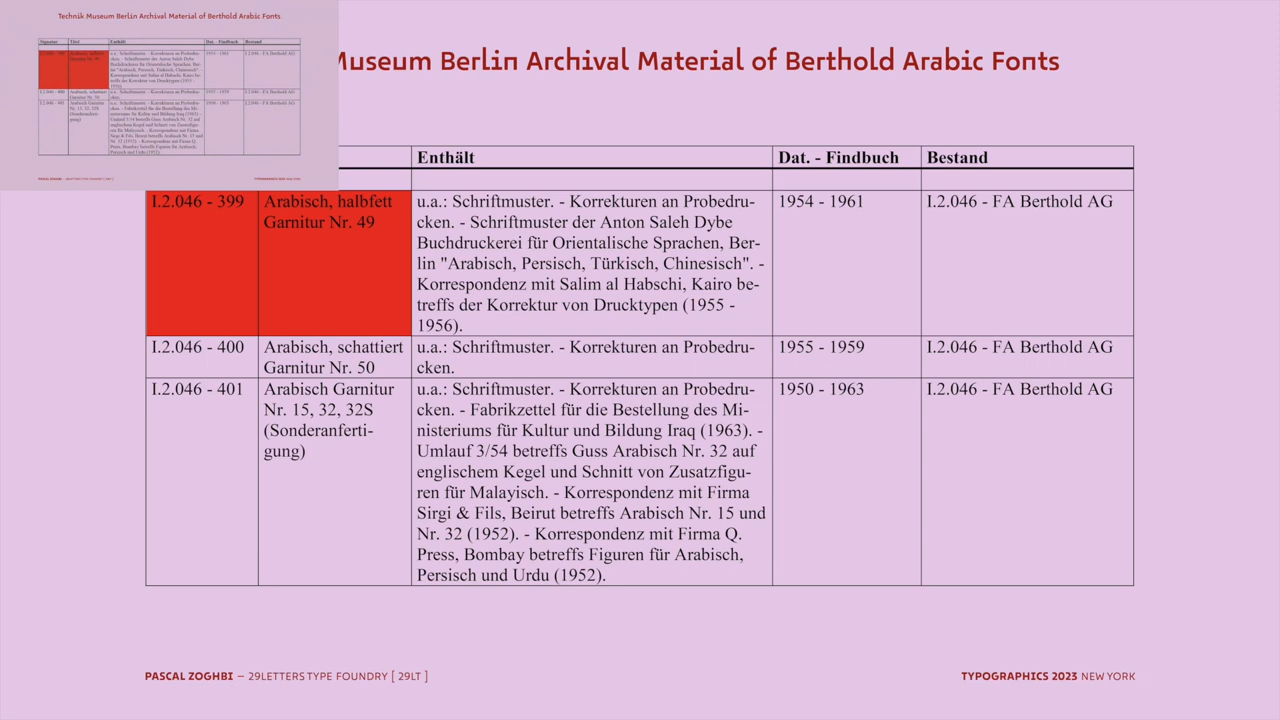 Technik Museum Berlin Archival Material of Berthold Arabic Fonts
Museum Berlin Archival Material of Berthold Arabic Fonts
Enthält Dat. - Findbuch Bestand
I.2.046 - 399 Arabisch, halbfett u.a.: Schriftmuster. - Korrekturen an Probedru- 1954 - 1961 I.2.046 - FA Berthold AG
Garnitur Nr. 49 cken. - Schriftmuster der Anton Saleh Dybe
Buchdruckerei für Orientalische Sprachen, Ber-
lin "Arabisch, Persisch, Türkisch, Chinesisch". -
Korrespondenz mit Salim al Habschi, Kairo be-
treffs der Korrektur von Drucktypen (1955 -
1956).
I.2.046 - 400 Arabisch, schattiert u.a.: Schriftmuster. - Korrekturen an Probedru- 1955 - 1959 I.2.046 - FA Berthold AG
Garnitur Nr. 50 cken.
I.2.046 - 401 Arabisch Garnitur u.a.: Schriftmuster. - Korrekturen an Probedru- 1950 - 1963 I.2.046 - FA Berthold AG
Nr. 15, 32, 32S cken. - Fabrikzettel für die Bestellung des Mi-
(Sonderanferti- nisteriums für Kultur und Bildung Iraq (1963). -
gung) Umlauf 3/54 betreffs Guss Arabisch Nr. 32 auf
englischem Kegel und Schnitt von Zusatzfigu-
ren für Malayisch. - Korrespondenz mit Firma
Sirgi & Fils, Beirut betreffs Arabisch Nr. 15 und
Nr. 32 (1952). - Korrespondenz mit Firma Q.
Press, Bombay betreffs Figuren für Arabisch,
Persisch und Urdu (1952).
PASCAL ZOGHBI — 29LETTERS TYPE FOUNDRY [ 29LT ]
TYPOGRAPHICS 2023 NEW YORK